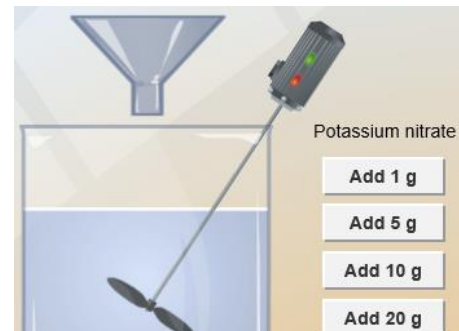 Potassium nitrate
Add 1 g
Add 5 g
Add 10 g
Add 20 g